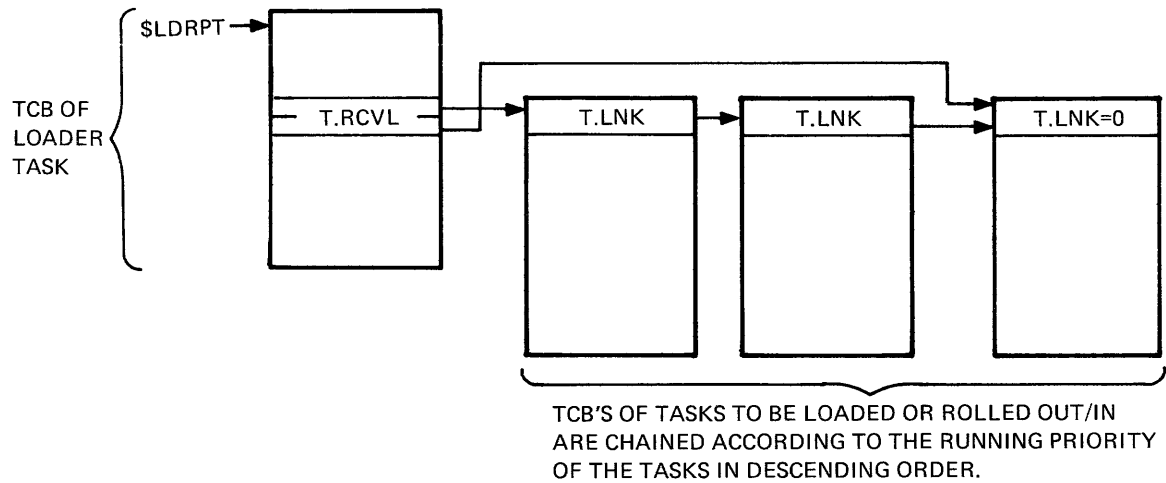 $LDRPT
TCB OF
LOADER
TASK
T.RCVL
T.LNK
T.LNK
T.LNK=0
TCB'S OF TASKS TO BE LOADED OR ROLLED OUT/IN
ARE CHAINED ACCORDING TO THE RUNNING PRIORITY
OF THE TASKS IN DESCENDING ORDER.